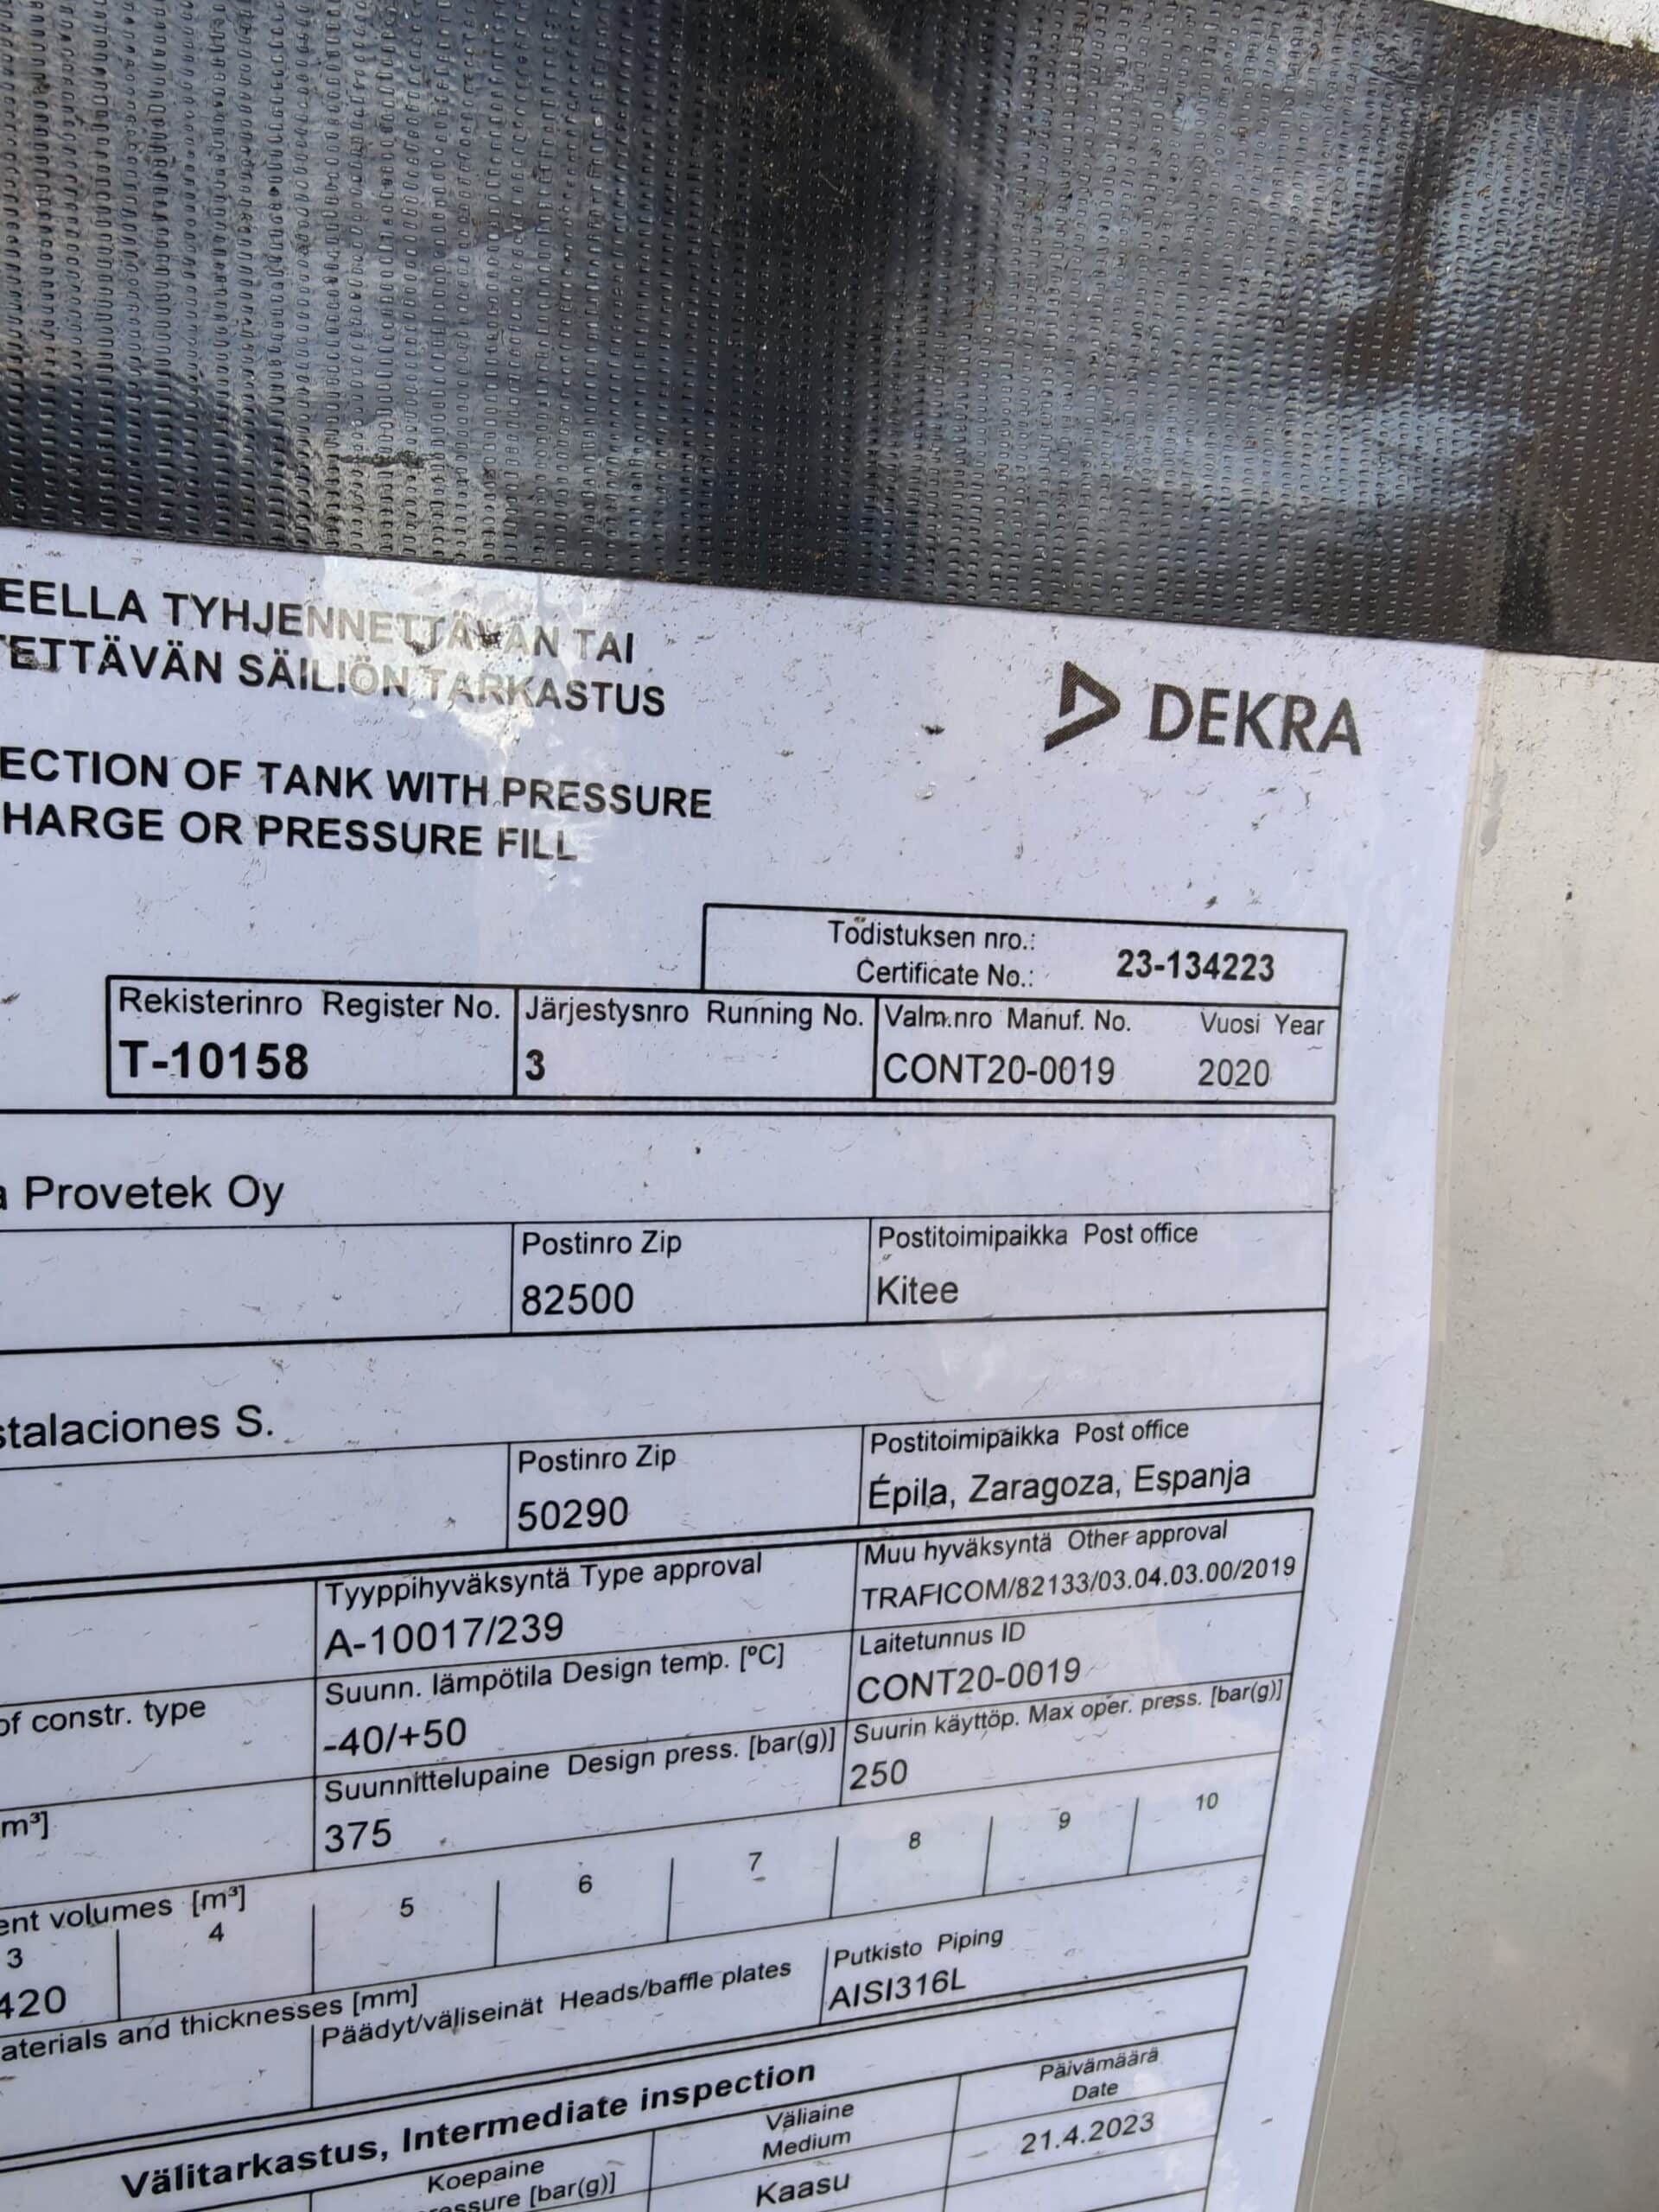 EELLA TYHJENNETTÄVÄN TAI
ETTÄVÄN SÄILIÖN TARKASTUS
DEKRA
ECTION OF TANK WITH PRESSURE
HARGE OR PRESSURE FILL
Todistuksen nro.:
Certificate No.: 23-134223
Rekisterinro Register No. Järjestysnro Running No. Valm.nro Manuf. No. Vuosi Year
T-10158 3 CONT20-0019 2020
a Provetek Oy
Postinro Zip Postitoimipaikka Post office
82500 Kitee
stalaciones S.
Postinro Zip Postitoimipaikka Post office
50290 Épila, Zaragoza, Espanja
Tyyppihyväksyntä Type approval Muu hyväksyntä Other approval
A-10017/239 TRAFICOM/82133/03.04.03.00/2019
of constr. type Suunn. lämpötila Design temp. [ºC] Laitetunnus ID
-40/+50 CONT20-0019
m³] Suunnittelupaine Design press. [bar(g)] Suurin käyttöp. Max oper. press. [bar(g)]
375 250
ent volumes [m³]
3 4 5 6 7 8 9 10
420
aterials and thicknesses [mm]
Päädyt/väliseinät Heads/baffle plates Putkisto Piping
AISI316L
Välitarkastus, Intermediate inspection
Koepaine Väliaine Päivämäärä
essure [bar(g)] Medium Date
Kaasu 21.4.2023